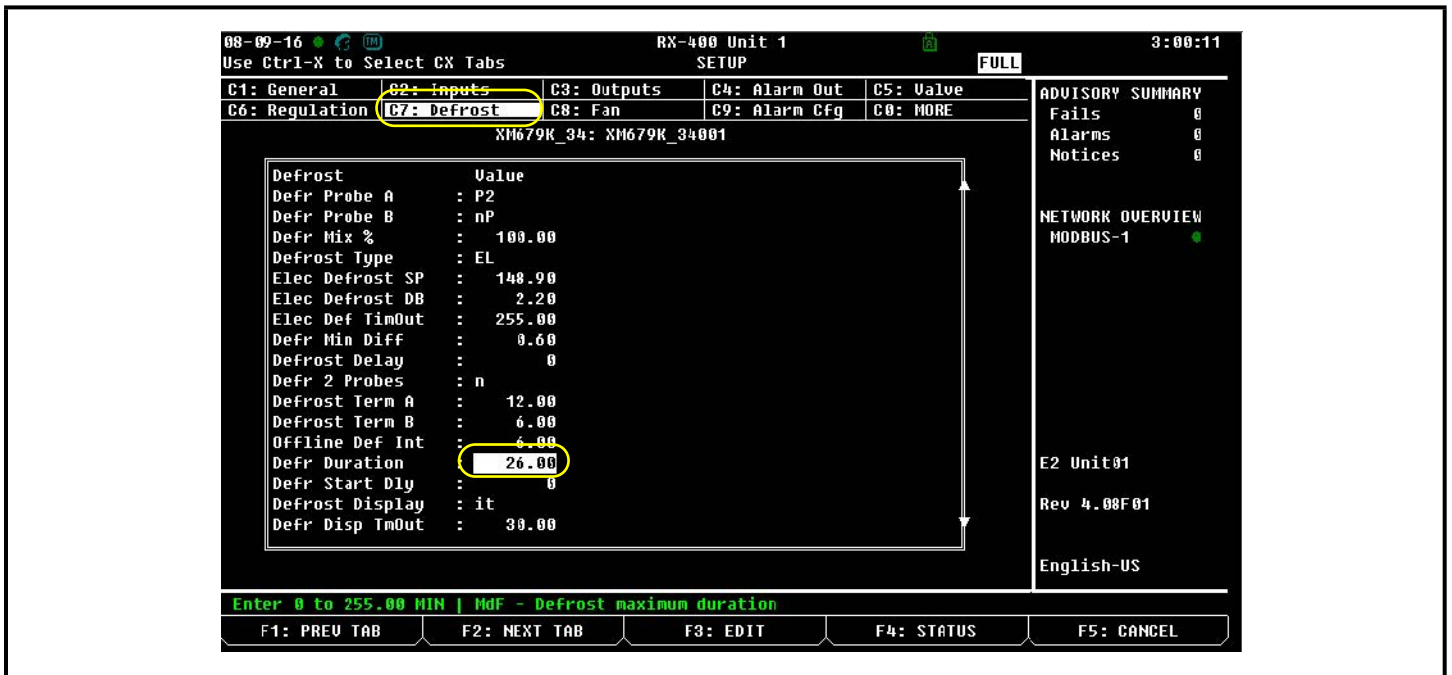 08-09-16 TM RX-400 Unit 1 A 3:00:11
Use Ctrl-X to Select CX Tabs SETUP FULL
C1: General C2: Inputs C3: Outputs C4: Alarm Out C5: Valve
C6: Regulation C7: Defrost C8: Fan C9: Alarm Cfg C0: MORE
XM679K_34: XM679K_34001
Defrost Value
Defr Probe A : P2
Defr Probe B : nP
Defr Mix % : 100.00
Defrost Type : EL
Elec Defrost SP : 148.90
Elec Defrost DB : 2.20
Elec Def TimOut : 255.00
Defr Min Diff : 0.60
Defrost Delay : 0
Defr 2 Probes : n
Defrost Term A : 12.00
Defrost Term B : 6.00
Offline Def Int : 6.00
Defr Duration : 26.00
Defr Start Dly : 0
Defrost Display : it
Defr Disp TmOut : 30.00
ADVISORY SUMMARY
Fails 0
Alarms 0
Notices 0
NETWORK OVERVIEW
MODBUS-1
E2 Unit01
Rev 4.08F01
English-US
Enter 0 to 255.00 MIN | MdF - Defrost maximum duration
F1: PREV TAB F2: NEXT TAB F3: EDIT F4: STATUS F5: CANCEL